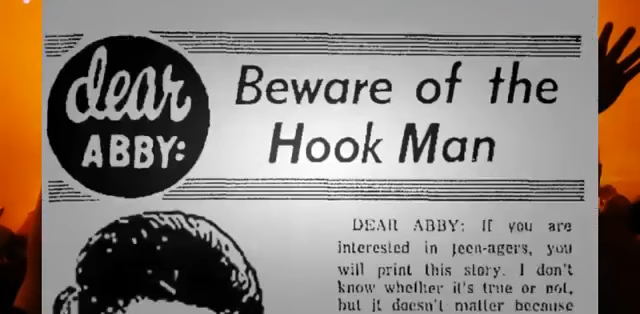 dear
ABBY:
Beware of the
Hook Man
DEAR ABBY: If you are
interested in teen-agers, you
will print this story. I don't
know whether it's true or not,
but it doesn't matter because